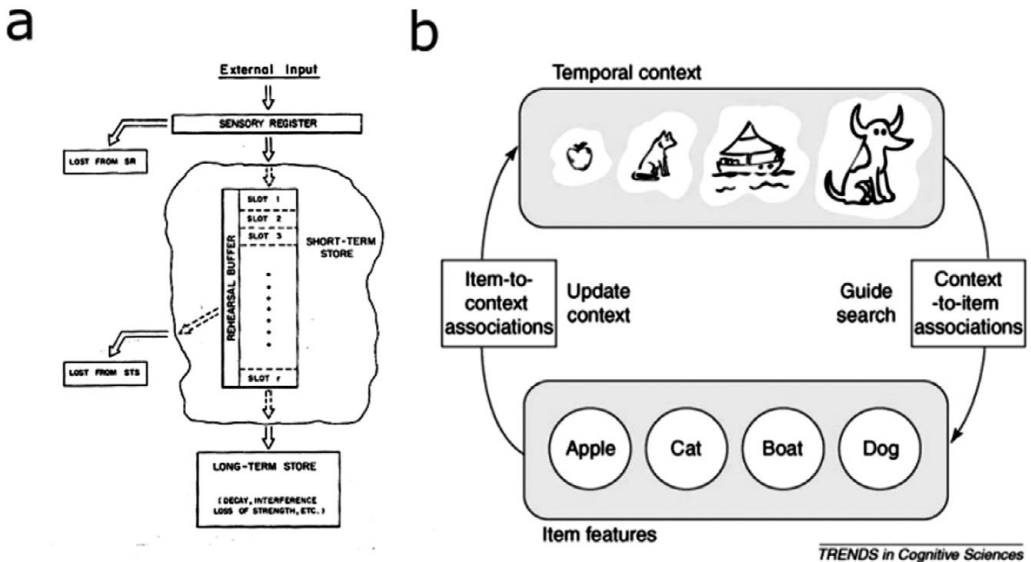 a
External Input
SENSORY REGISTER
LOST FROM SR
SLOT 1
SLOT 2
SLOT 3
SHORT-TERM
STORE
REHEARSAL BUFFER
LOST FROM STS
SLOT r
LONG-TERM STORE
(DECAY, INTERFERENCE
LOSS OF STRENGTH, ETC.)
b
Temporal context
Item-to-
context
associations
Update
context
Guide
search
Context
-to-item
associations
Apple
Cat
Boat
Dog
Item features
TRENDS in Cognitive Sciences